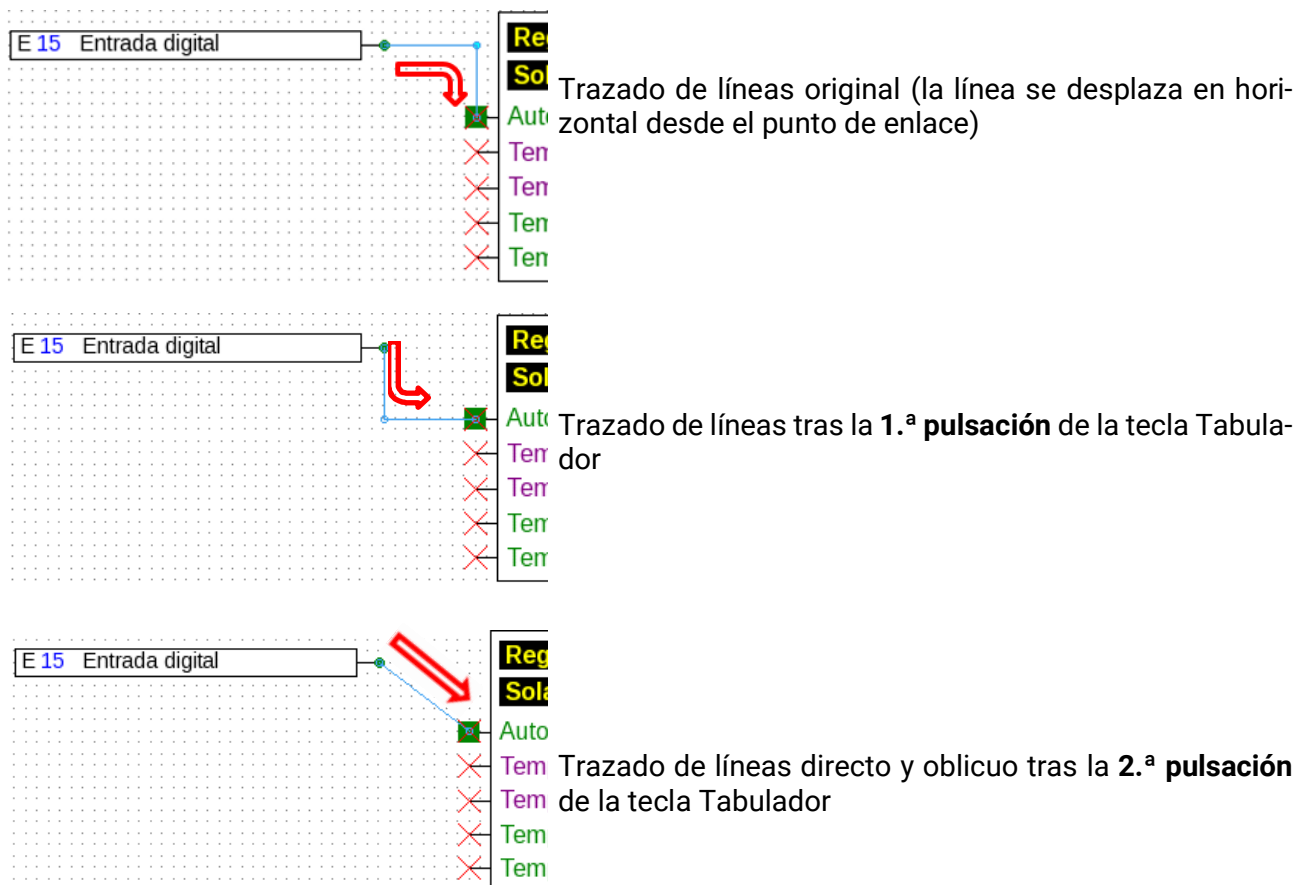 E 15 Entrada digital
Reg
Sol
Auto
Trazado de líneas original (la línea se desplaza en hori-
zontal desde el punto de enlace)
Tem
Tem
Tem
Tem
E 15 Entrada digital
Reg
Sol
Auto
Trazado de líneas tras la 1.ª pulsación de la tecla Tabula-
dor
Tem
Tem
Tem
Tem
E 15 Entrada digital
Reg
Sola
Auto
Tem
Trazado de líneas directo y oblicuo tras la 2.ª pulsación
de la tecla Tabulador
Tem
Tem
Tem